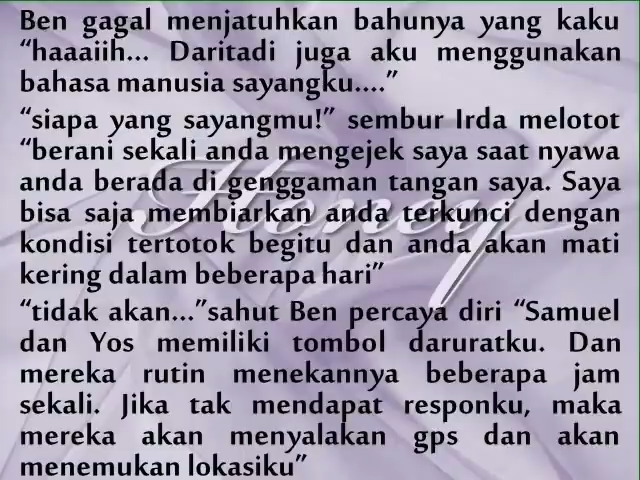 Ben gagal menjatuhkan bahunya yang kaku
“haaaiih... Daritadi juga aku menggunakan
bahasa manusia sayangku....”
“siapa yang sayangmu!” sembur Irda melotot
“berani sekali anda mengejek saya saat nyawa
anda berada di genggaman tangan saya. Saya
bisa saja membiarkan anda terkunci dengan
kondisi tertotok begitu dan anda akan mati
kering dalam beberapa hari”
“tidak akan...”sahut Ben percaya diri “Samuel
dan Yos memiliki tombol daruratku. Dan
mereka rutin menekannya beberapa jam
sekali. Jika tak mendapat responku, maka
mereka akan menyalakan gps dan akan
menemukan lokasiku”
Honey